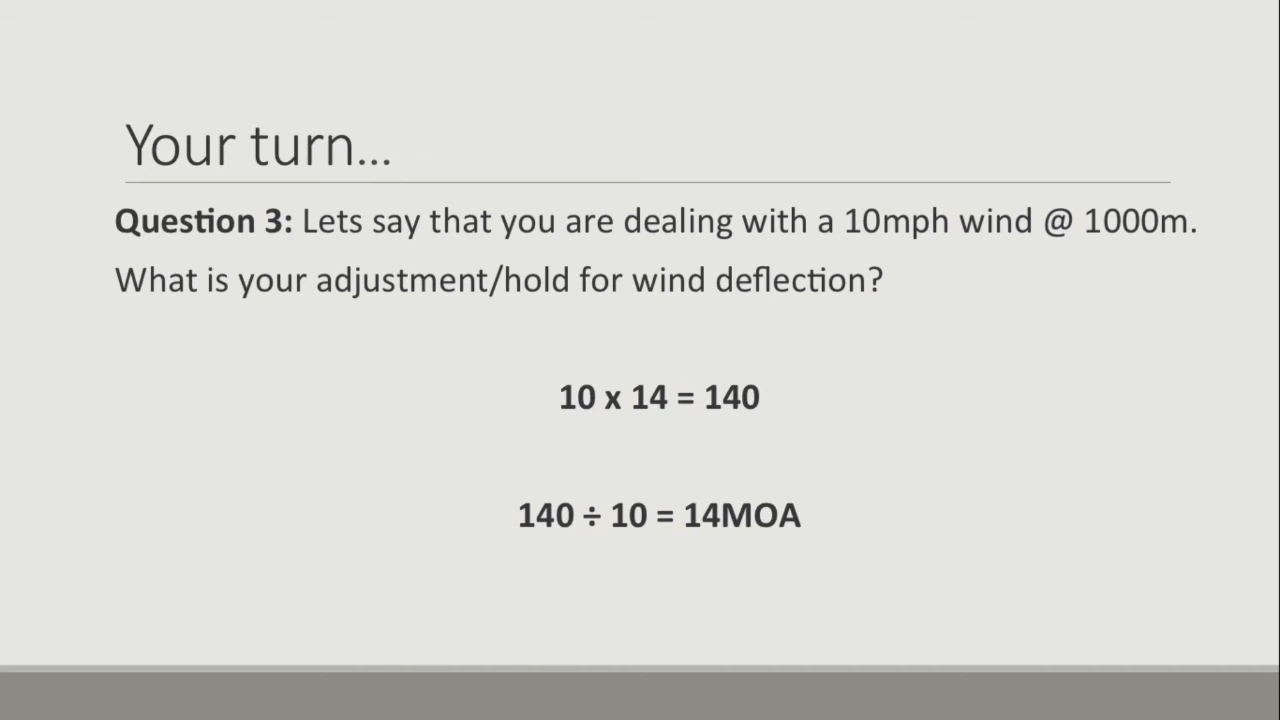 Your turn...
Question 3: Lets say that you are dealing with a 10mph wind @ 1000m.
What is your adjustment/hold for wind deflection?
10 x 14 = 140
140 ÷ 10 = 14MOA